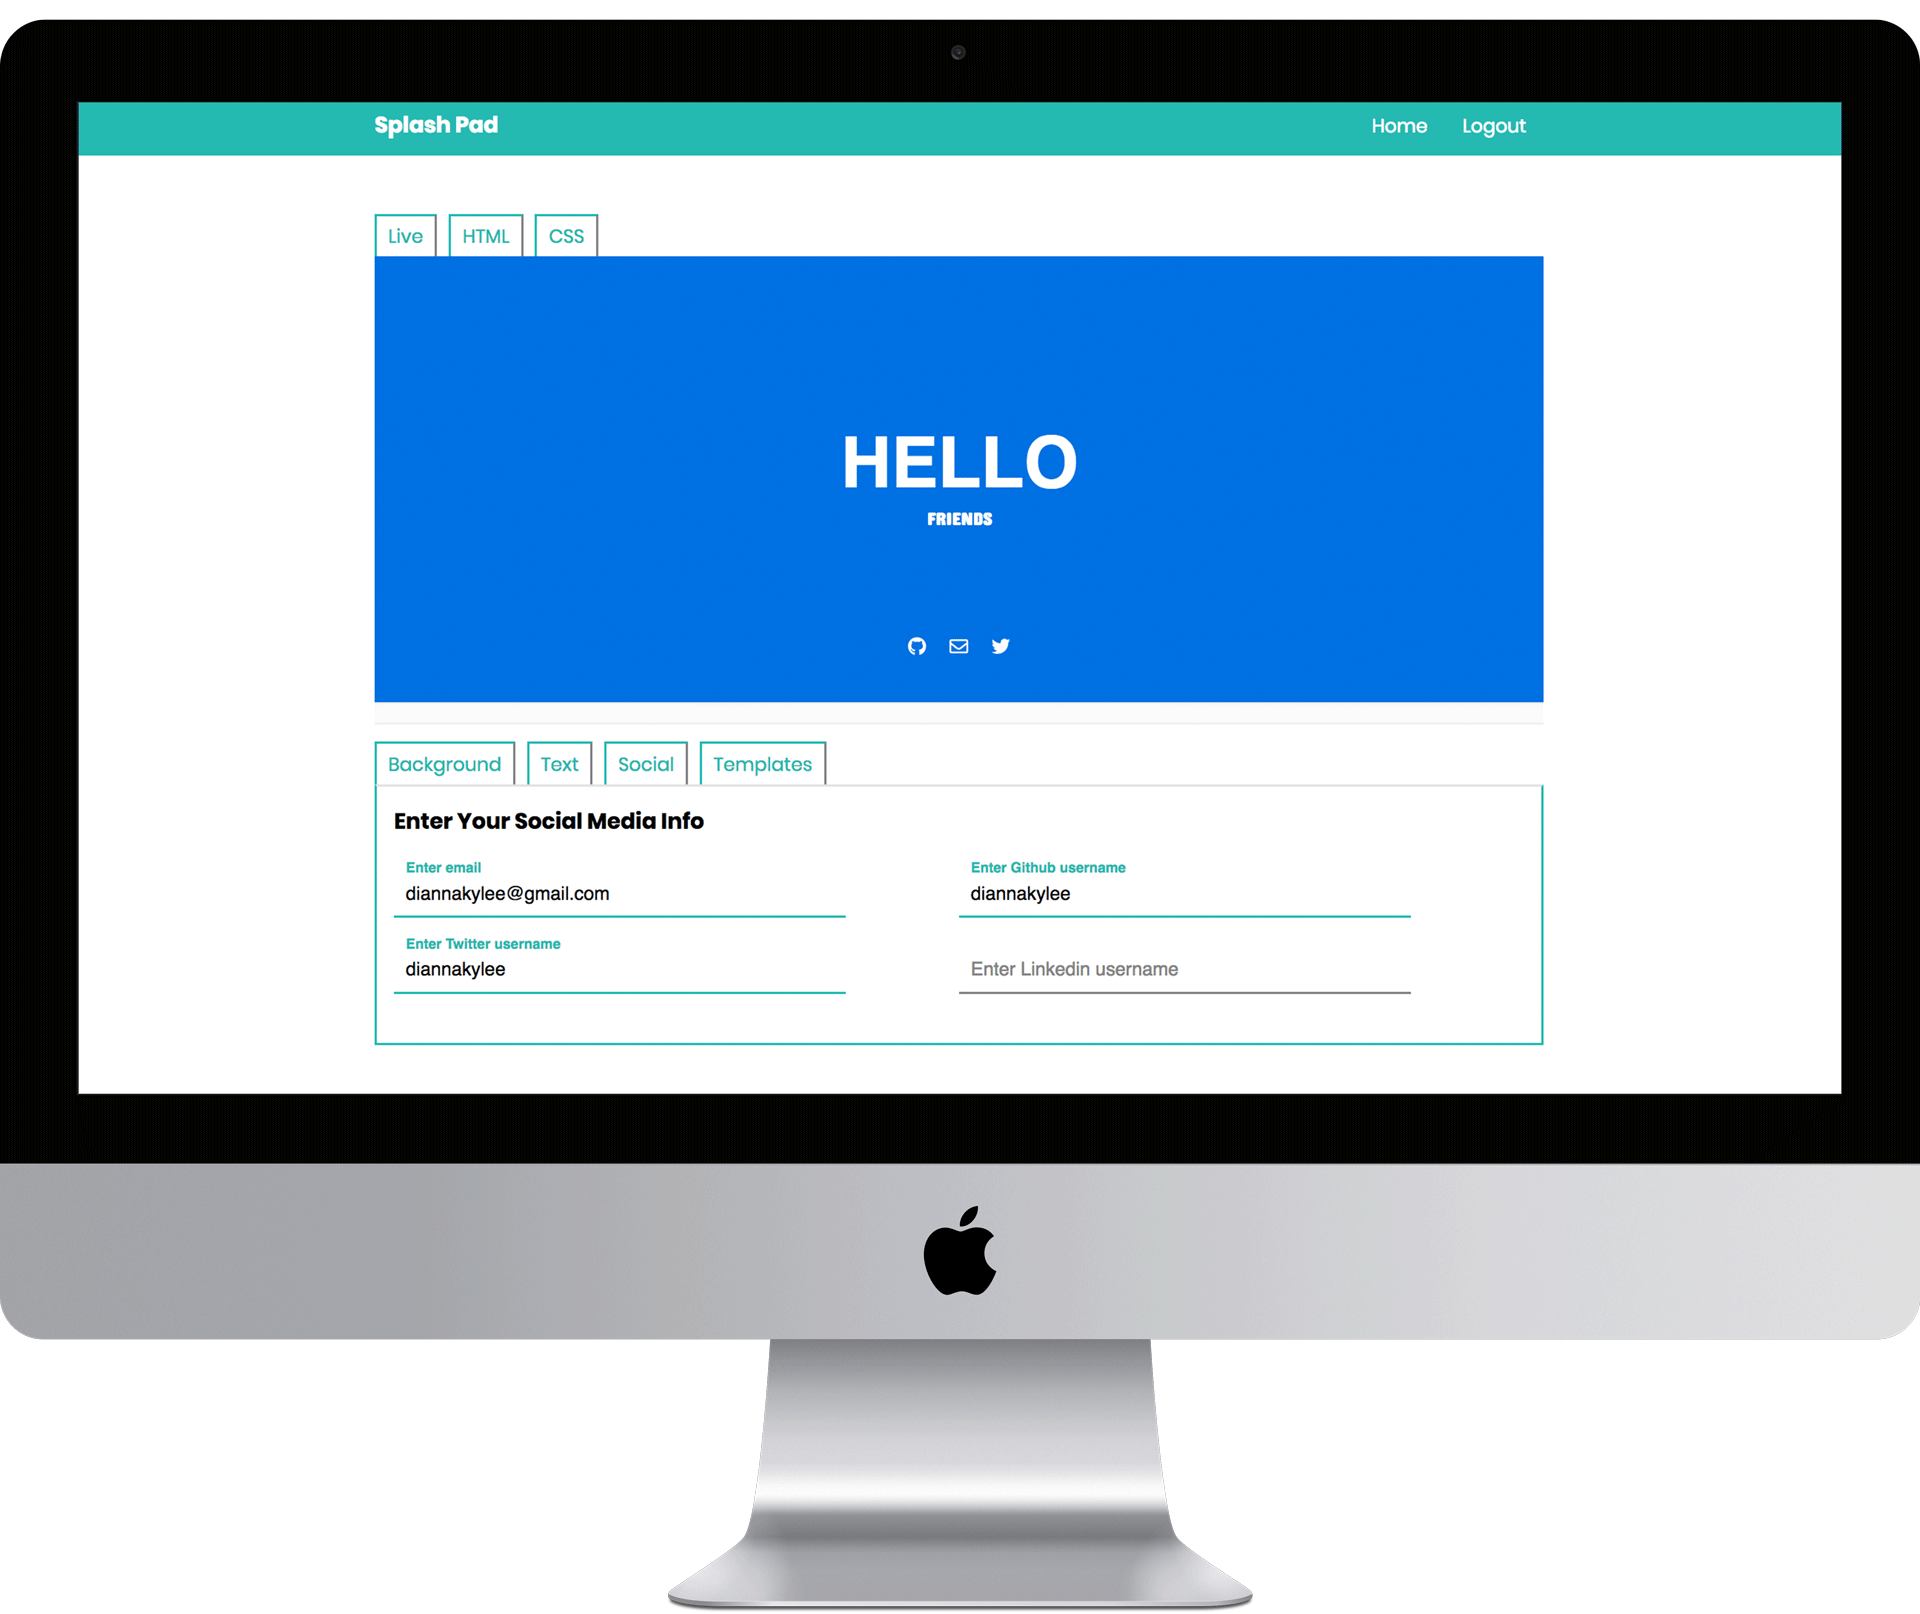 Splash Pad Home Logout
Live HTML CSS
HELLO
FRIENDS
Background Text Social Templates
Enter Your Social Media Info
Enter email Enter Github username
diannakylee@gmail.com diannakylee
Enter Twitter username
diannakylee Enter Linkedin username